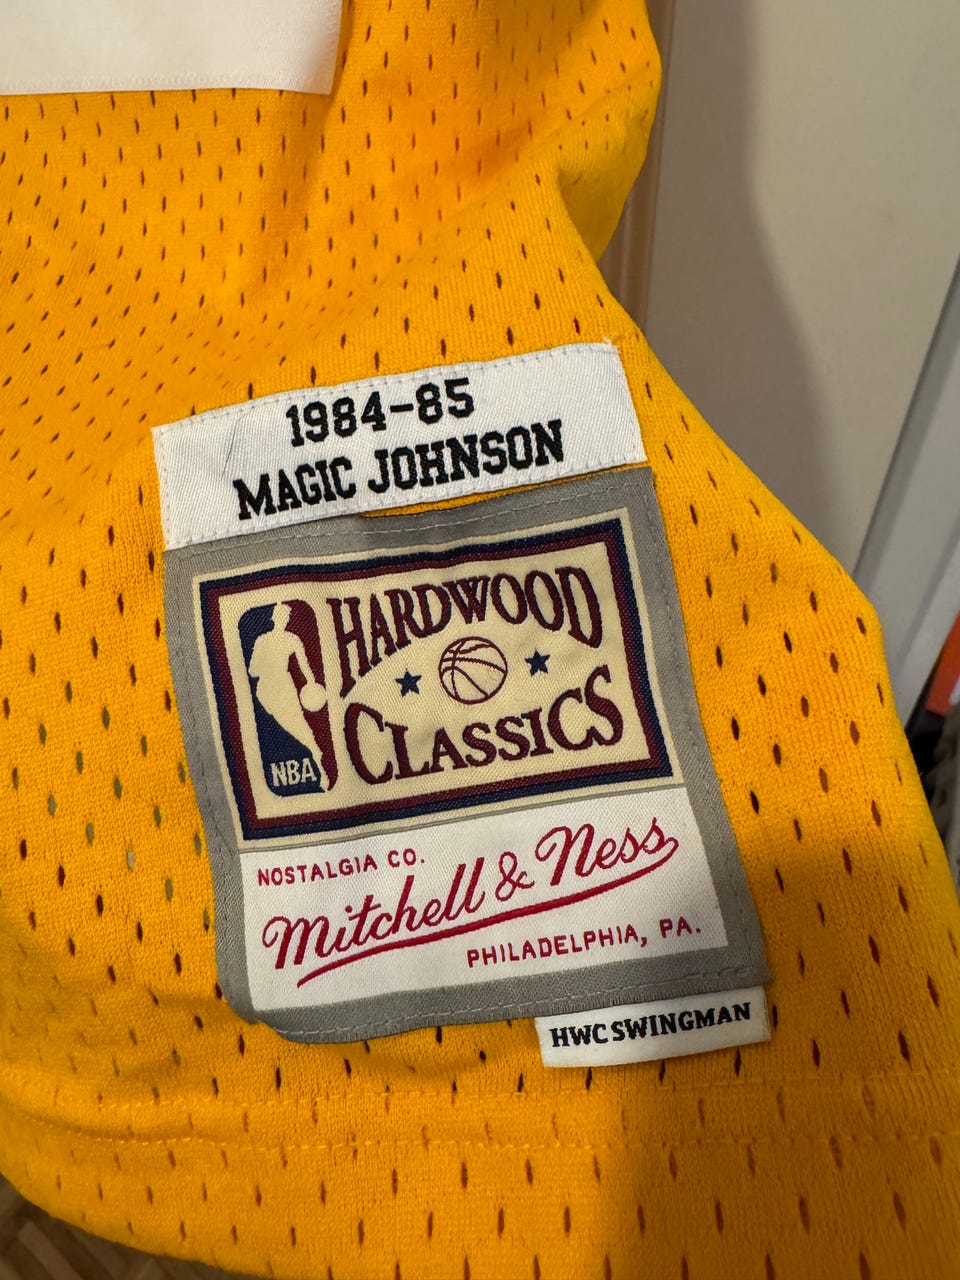 1984-85
MAGIC JOHNSON
HARDWOOD
CLASSICS
NBA
NOSTALGIA CO.
Mitchell & Ness
PHILADELPHIA, PA.
HWC SWINGMAN